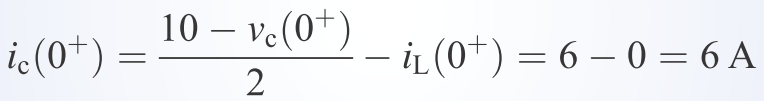 i_c(0^+) = \frac{10 - v_c(0^+)}{2} - i_L(0^+) = 6 - 0 = 6 A